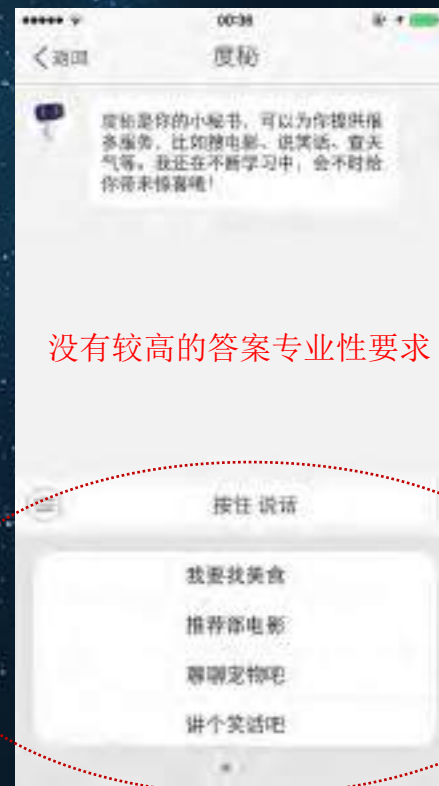 00:36
返回
度秘
度秘是你的小秘书，可以为你提供很
多服务，比如搜电影、说笑话、查天
气等。我还在不断学习中，会不时给
你带来惊喜哦！
没有较高的答案专业性要求
按住 说话
我要找美食
推荐部电影
聊聊宠物吧
讲个笑话吧